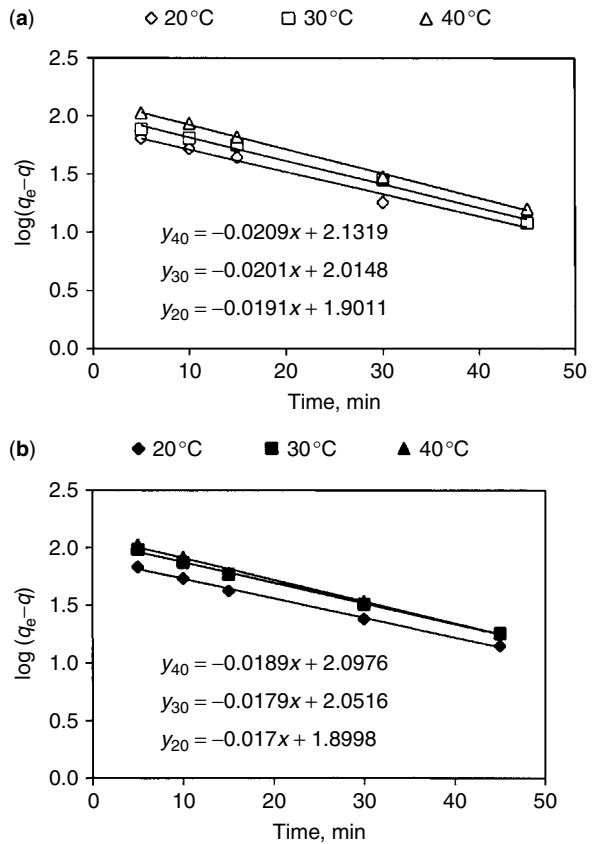 (a)
20°C 30°C 40°C
2.5
2.0
1.5
1.0
0.5
0.0
log(qe–q)
y40 = –0.0209x + 2.1319
y30 = –0.0201x + 2.0148
y20 = –0.0191x + 1.9011
0 10 20 30 40 50
Time, min
(b)
20°C 30°C 40°C
2.5
2.0
1.5
1.0
0.5
0.0
log (qe–q)
y40 = –0.0189x + 2.0976
y30 = –0.0179x + 2.0516
y20 = –0.017x + 1.8998
0 10 20 30 40 50
Time, min